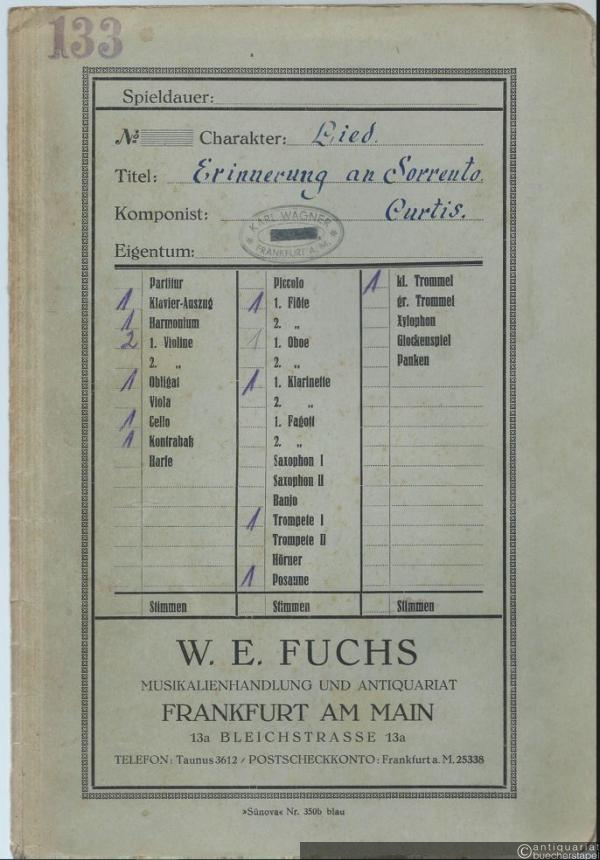 133
Spieldauer:
No Charakter: Lied.
Titel: Erinnerung an Sorrento.
Komponist: Curtis.
KARL WAGNER
* FRANKFURT A. M. *
Eigentum:
Partitur
1 Klavier-Auszug
1 Harmonium
2 1. Violine
2. „
1 Obligat
Viola
1 Cello
1 Kontrabaß
Harfe
Stimmen
Piccolo
1 1. Flöte
2. „
1 1. Oboe
2. „
1 1. Klarinette
2. „
1. Fagott
2. „
Saxophon I
Saxophon II
Banjo
1 Trompete I
Trompete II
Hörner
1 Posaune
Stimmen
1 kl. Trommel
gr. Trommel
Xylophon
Glockenspiel
Pauken
Stimmen
W. E. FUCHS
MUSIKALIENHANDLUNG UND ANTIQUARIAT
FRANKFURT AM MAIN
13a BLEICHSTRASSE 13a
TELEFON: Taunus 3612 / POSTSCHECKKONTO: Frankfurt a. M. 25338
»Sünova« Nr. 350b blau
©antiquariat
buecherstapel